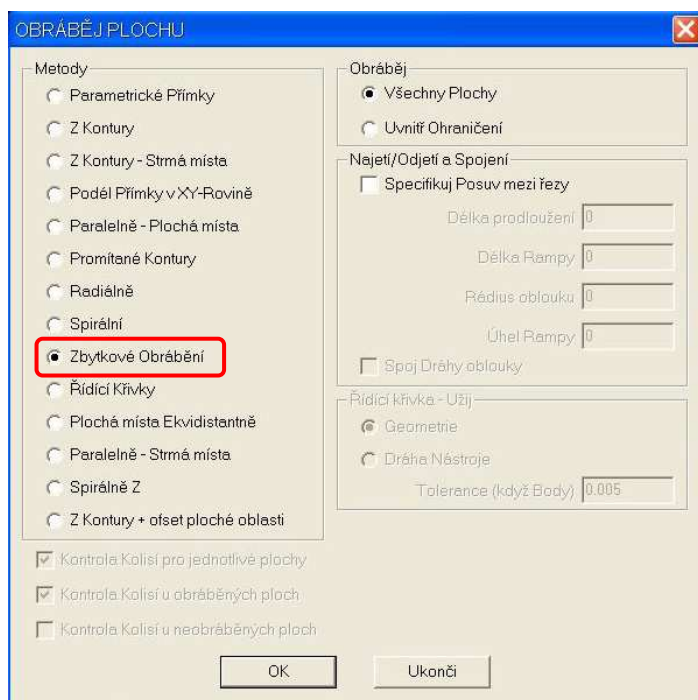 OBRÁBĚJ PLOCHU
Metody
Parametrické Přímky
Z Kontury
Z Kontury - Strmá místa
Podél Přímky v XY-Rovině
Paralelně - Plochá místa
Promítané Kontury
Radiálně
Spirální
Zbytkové Obrábění
Řídící Křivky
Plochá místa Ekvidistantně
Paralelně - Strmá místa
Spirálně Z
Z Kontury + ofset ploché oblasti
Kontrola Kolisí pro jednotlivé plochy
Kontrola Kolisí u obráběných ploch
Kontrola Kolisí u neobráběných ploch
Obráběj
Všechny Plochy
Uvnitř Ohraničení
Najetí/Odjetí a Spojení
Specifikuj Posuv mezi řezy
Délka prodloužení 0
Délka Rampy 0
Rádius oblouku 0
Úhel Rampy 0
Spoj Dráhy oblouky
Řídící křivka - Užij
Geometrie
Dráha Nástroje
Tolerance (když Body) 0.005
OK
Ukonči